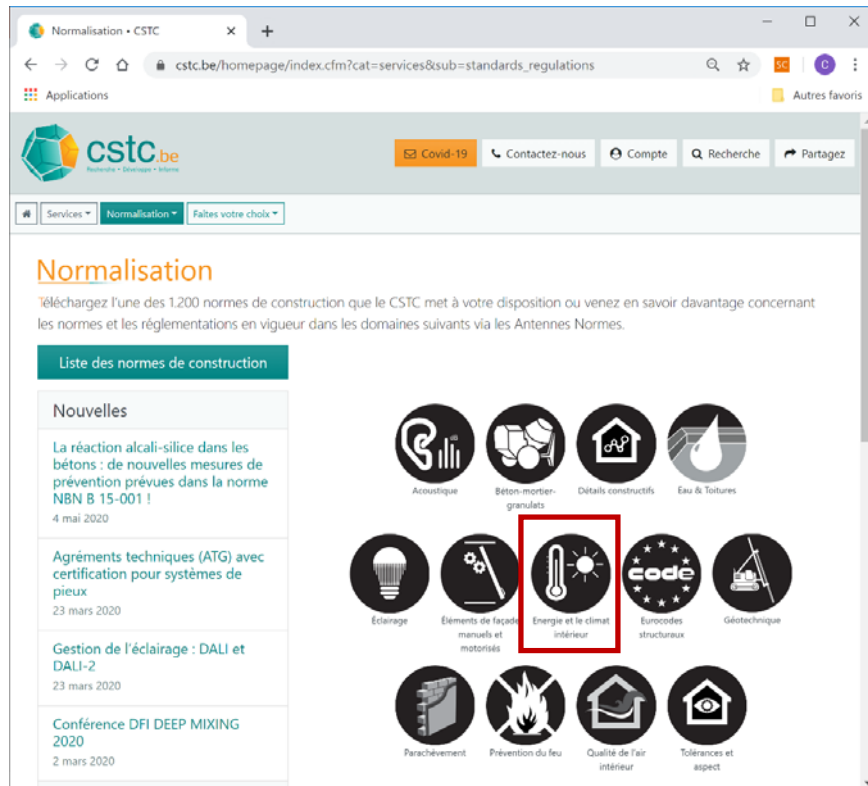 Normalisation • CSTC
cstc.be/homepage/index.cfm?cat=services&sub=standards_regulations
SC
C
Applications
Autres favoris
cstc.be
Recherche • Développe • Informe
Covid-19
Contactez-nous
Compte
Recherche
Partagez
Services
Normalisation
Faites votre choix
Normalisation
Téléchargez l'une des 1.200 normes de construction que le CSTC met à votre disposition ou venez en savoir davantage concernant
les normes et les réglementations en vigueur dans les domaines suivants via les Antennes Normes.
Liste des normes de construction
Nouvelles
La réaction alcali-silice dans les
bétons : de nouvelles mesures de
prévention prévues dans la norme
NBN B 15-001 !
4 mai 2020
Agréments techniques (ATG) avec
certification pour systèmes de
pieux
23 mars 2020
Gestion de l'éclairage : DALI et
DALI-2
23 mars 2020
Conférence DFI DEEP MIXING
2020
2 mars 2020
Acoustique
Béton-mortier-
granulats
Détails constructifs
Eau & Toitures
Éclairage
Éléments de façade
manuels et
motorisés
Energie et le climat
intérieur
code
Eurocodes
structuraux
Géotechnique
Parachèvement
Prévention du feu
Qualité de l'air
intérieur
Tolérances et
aspect